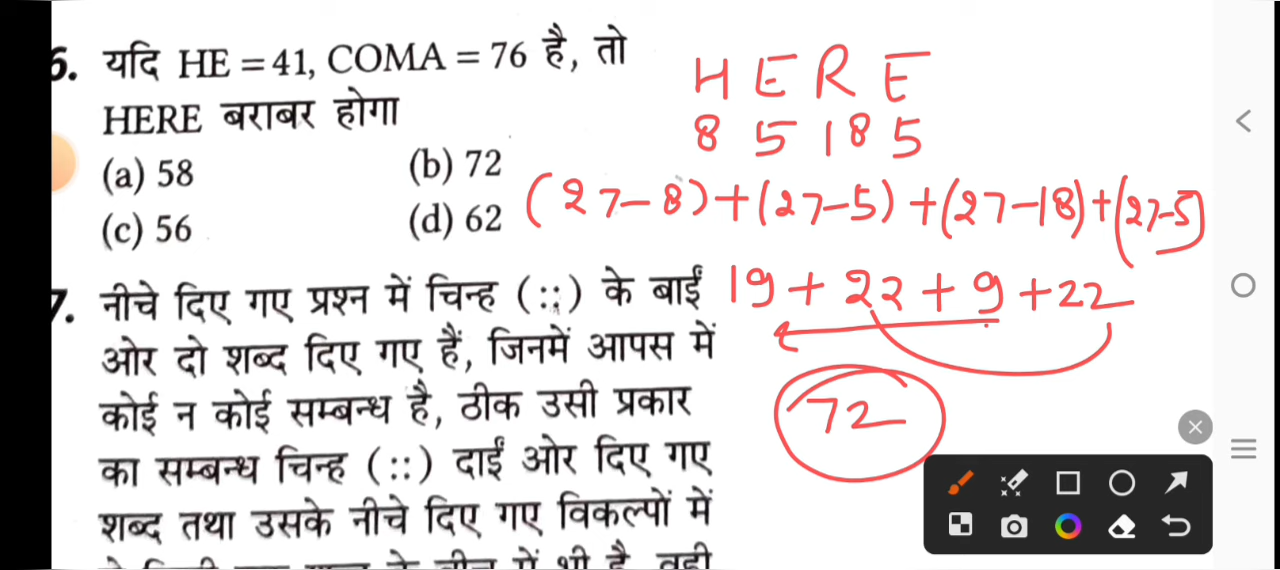 6. यदि HE = 41, COMA = 76 है, तो
HERE बराबर होगा
(a) 58 (b) 72
(c) 56 (d) 62
7. नीचे दिए गए प्रश्न में चिन्ह (::) के बाईं
ओर दो शब्द दिए गए हैं, जिनमें आपस में
कोई न कोई सम्बन्ध है, ठीक उसी प्रकार
का सम्बन्ध चिन्ह (::) दाईं ओर दिए गए
शब्द तथा उसके नीचे दिए गए विकल्पों में
H E R E
8 5 18 5
(27-8)+(27-5)+(27-18)+(27-5)
19+22+9+22
72